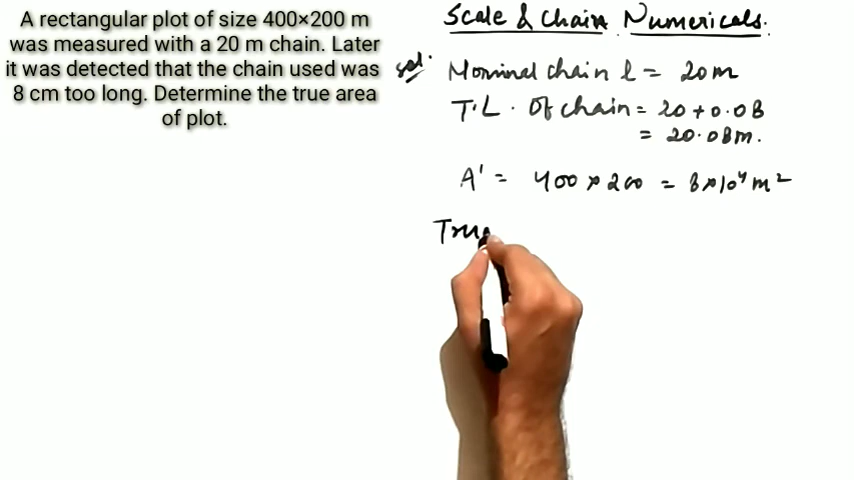 A rectangular plot of size 400×200 m
was measured with a 20 m chain. Later
it was detected that the chain used was
8 cm too long. Determine the true area
of plot.
Scale & Chain Numericals.
sol. Nominal chain l = 20m
T.L. Of chain = 20 + 0.08
= 20.08m.
A' = 400 × 200 = 8×10⁴ m²
True